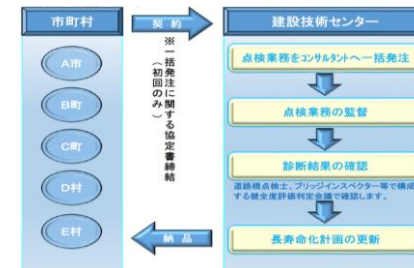 市町村
契約
建設技術センター
A市
B町
C町
D村
E村
※一括発注に関する協定書締結
（初回のみ）
点検業務をコンサルタントへ一括発注
点検業務の監督
診断結果の確認
道路橋点検士、ブリッジインスペクター等で構成
する健全度評価判定会議で確認します。
長寿命化計画の更新
納品